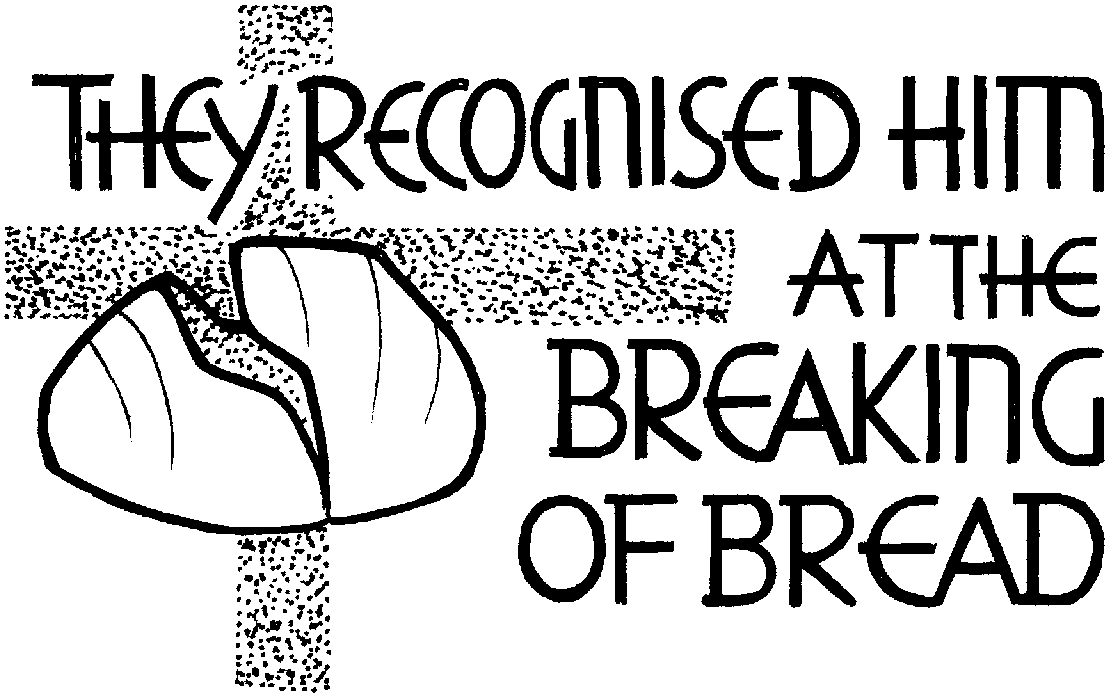 THEY RECOGNISED HIM
AT THE
BREAKING
OF BREAD